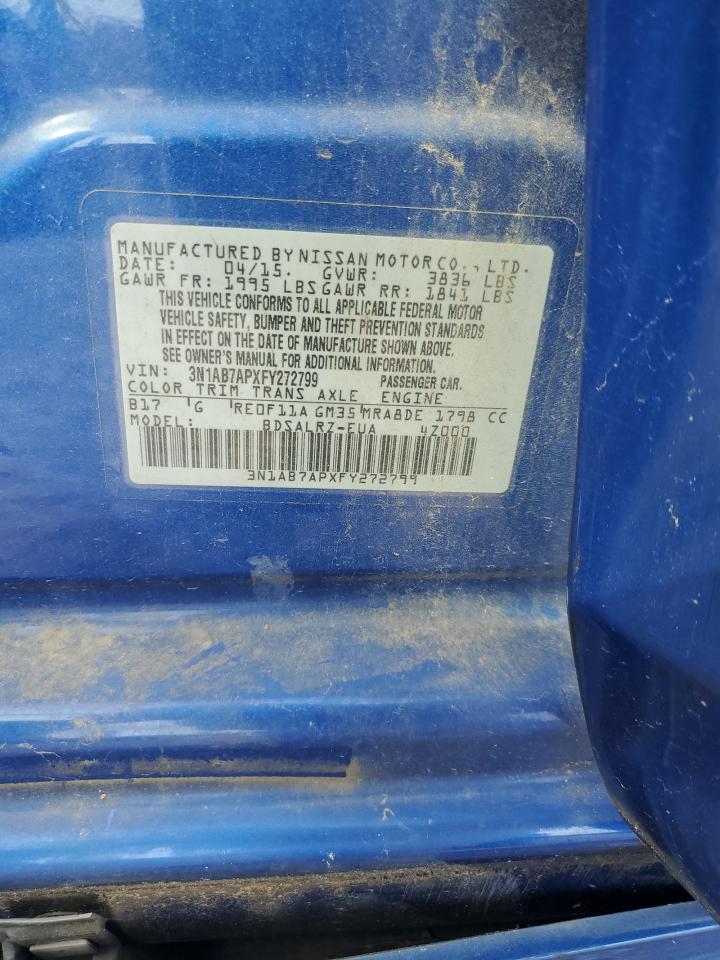 MANUFACTURED BY NISSAN MOTOR CO., LTD.
DATE: 04/15. GVWR: 3836 LBS
GAWR FR: 1995 LBS GAWR RR: 1841 LBS
THIS VEHICLE CONFORMS TO ALL APPLICABLE FEDERAL MOTOR
VEHICLE SAFETY, BUMPER AND THEFT PREVENTION STANDARDS
IN EFFECT ON THE DATE OF MANUFACTURE SHOWN ABOVE.
SEE OWNER'S MANUAL FOR ADDITIONAL INFORMATION.
VIN: 3N1AB7APXFY272799 PASSENGER CAR.
COLOR TRIM TRANS AXLE ENGINE
B17 G RE0F11A GM35 MRA8DE 1798 CC
MODEL: BDSALRZ-EUA 4Z000
3N1AB7APXFY272799